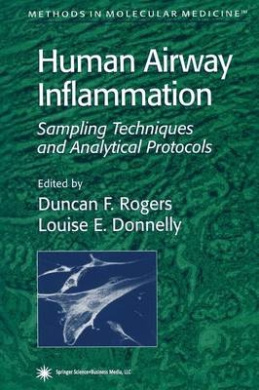 METHODS IN MOLECULAR MEDICINE™
Human Airway
Inflammation
Sampling Techniques
and Analytical Protocols
Edited by
Duncan F. Rogers
Louise E. Donnelly
Springer Science+Business Media, LLC